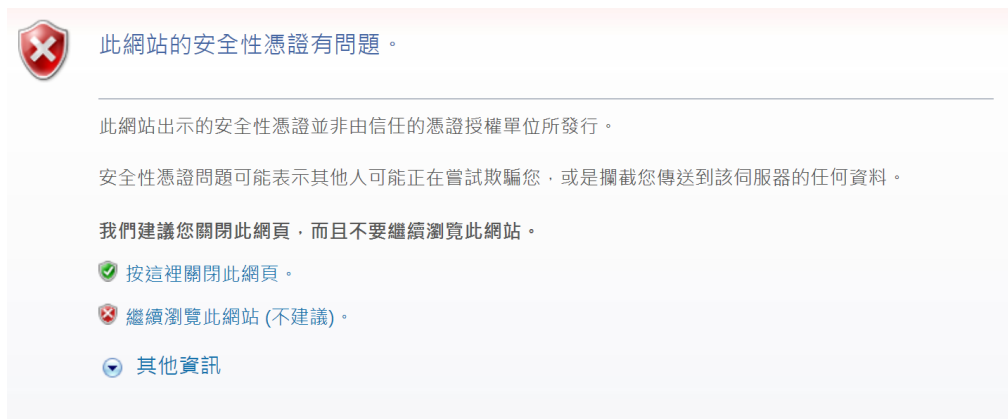 此網站的安全性憑證有問題。
此網站出示的安全性憑證並非由信任的憑證授權單位所發行。
安全性憑證問題可能表示其他人可能正在嘗試欺騙您，或是攔截您傳送到該伺服器的任何資料。
我們建議您關閉此網頁，而且不要繼續瀏覽此網站。
按這裡關閉此網頁。
繼續瀏覽此網站 (不建議)。
其他資訊